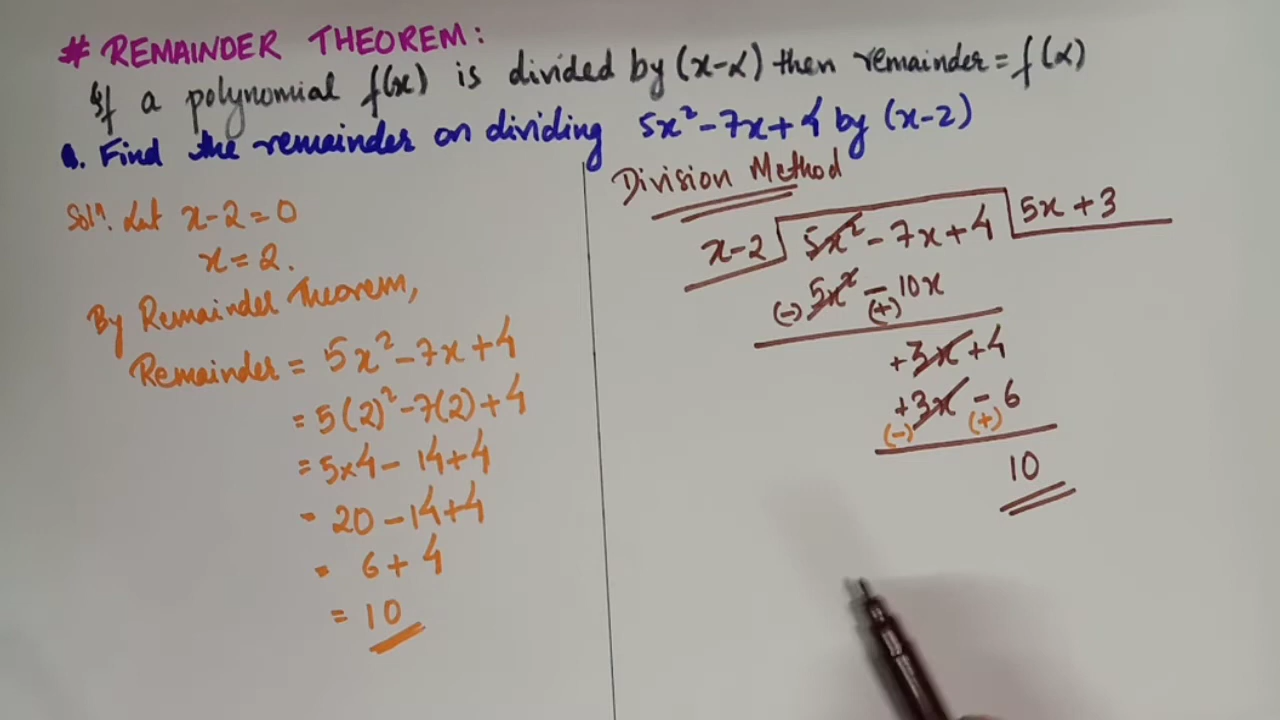 # REMAINDER THEOREM:
If a polynomial f(x) is divided by (x-α) then remainder = f(α)
Q. Find the remainder on dividing 5x² - 7x + 4 by (x-2)
Solⁿ. Let x-2 = 0
x = 2.
By Remainder Theorem,
Remainder = 5x² - 7x + 4
= 5(2)² - 7(2) + 4
= 5x4 - 14 + 4
= 20 - 14 + 4
= 6 + 4
= 10
Division Method
x-2 5x² - 7x + 4 5x + 3
(-) 5x² - 10x
(+)
+3x + 4
+3x - 6
(-) (+)
10